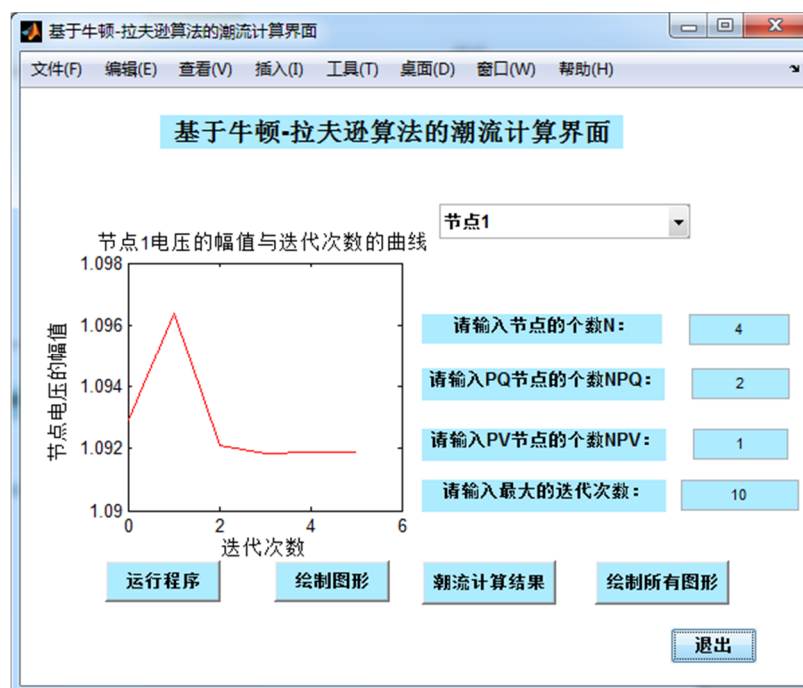 基于牛顿-拉夫逊算法的潮流计算界面
文件(F) 编辑(E) 查看(V) 插入(I) 工具(T) 桌面(D) 窗口(W) 帮助(H)
基于牛顿-拉夫逊算法的潮流计算界面
节点1
节点1电压的幅值与迭代次数的曲线
节点电压的幅值
1.098
1.096
1.094
1.092
1.09
0 2 4 6
迭代次数
请输入节点的个数N： 4
请输入PQ节点的个数NPQ： 2
请输入PV节点的个数NPV： 1
请输入最大的迭代次数： 10
运行程序 绘制图形 潮流计算结果 绘制所有图形
退出